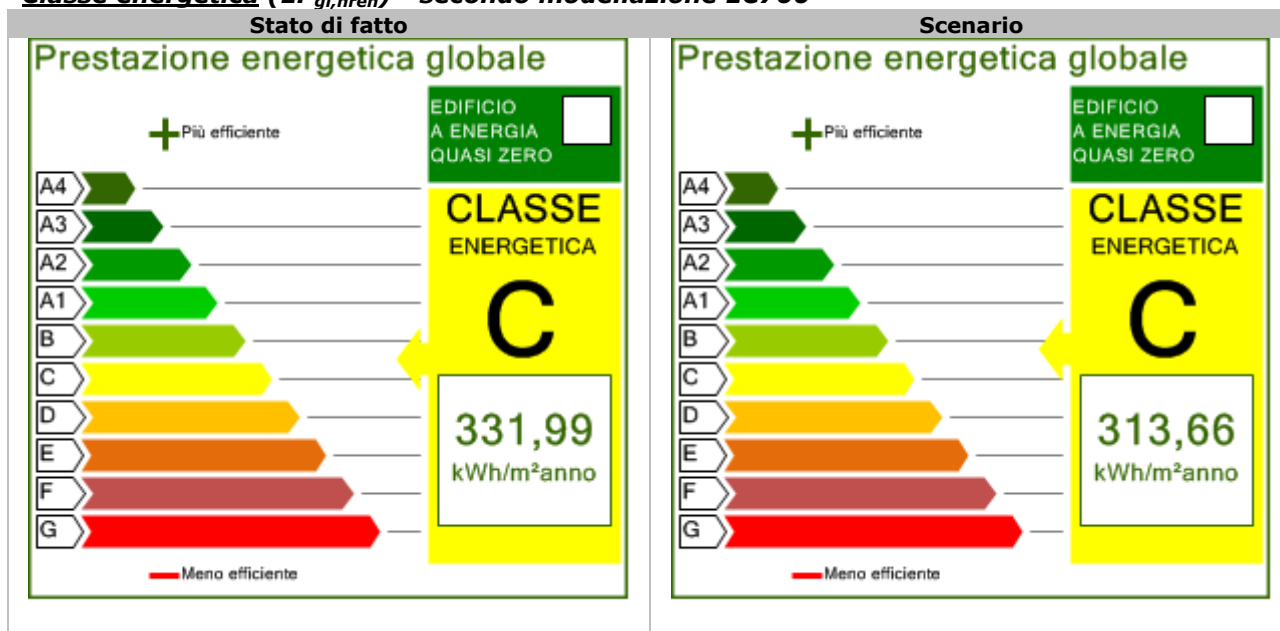 Stato di fatto
Scenario
Prestazione energetica globale
EDIFICIO
A ENERGIA
QUASI ZERO
Più efficiente
A4
A3
A2
A1
B
C
D
E
F
G
CLASSE
ENERGETICA
C
331,99
kWh/m²anno
Meno efficiente
Prestazione energetica globale
EDIFICIO
A ENERGIA
QUASI ZERO
Più efficiente
A4
A3
A2
A1
B
C
D
E
F
G
CLASSE
ENERGETICA
C
313,66
kWh/m²anno
Meno efficiente